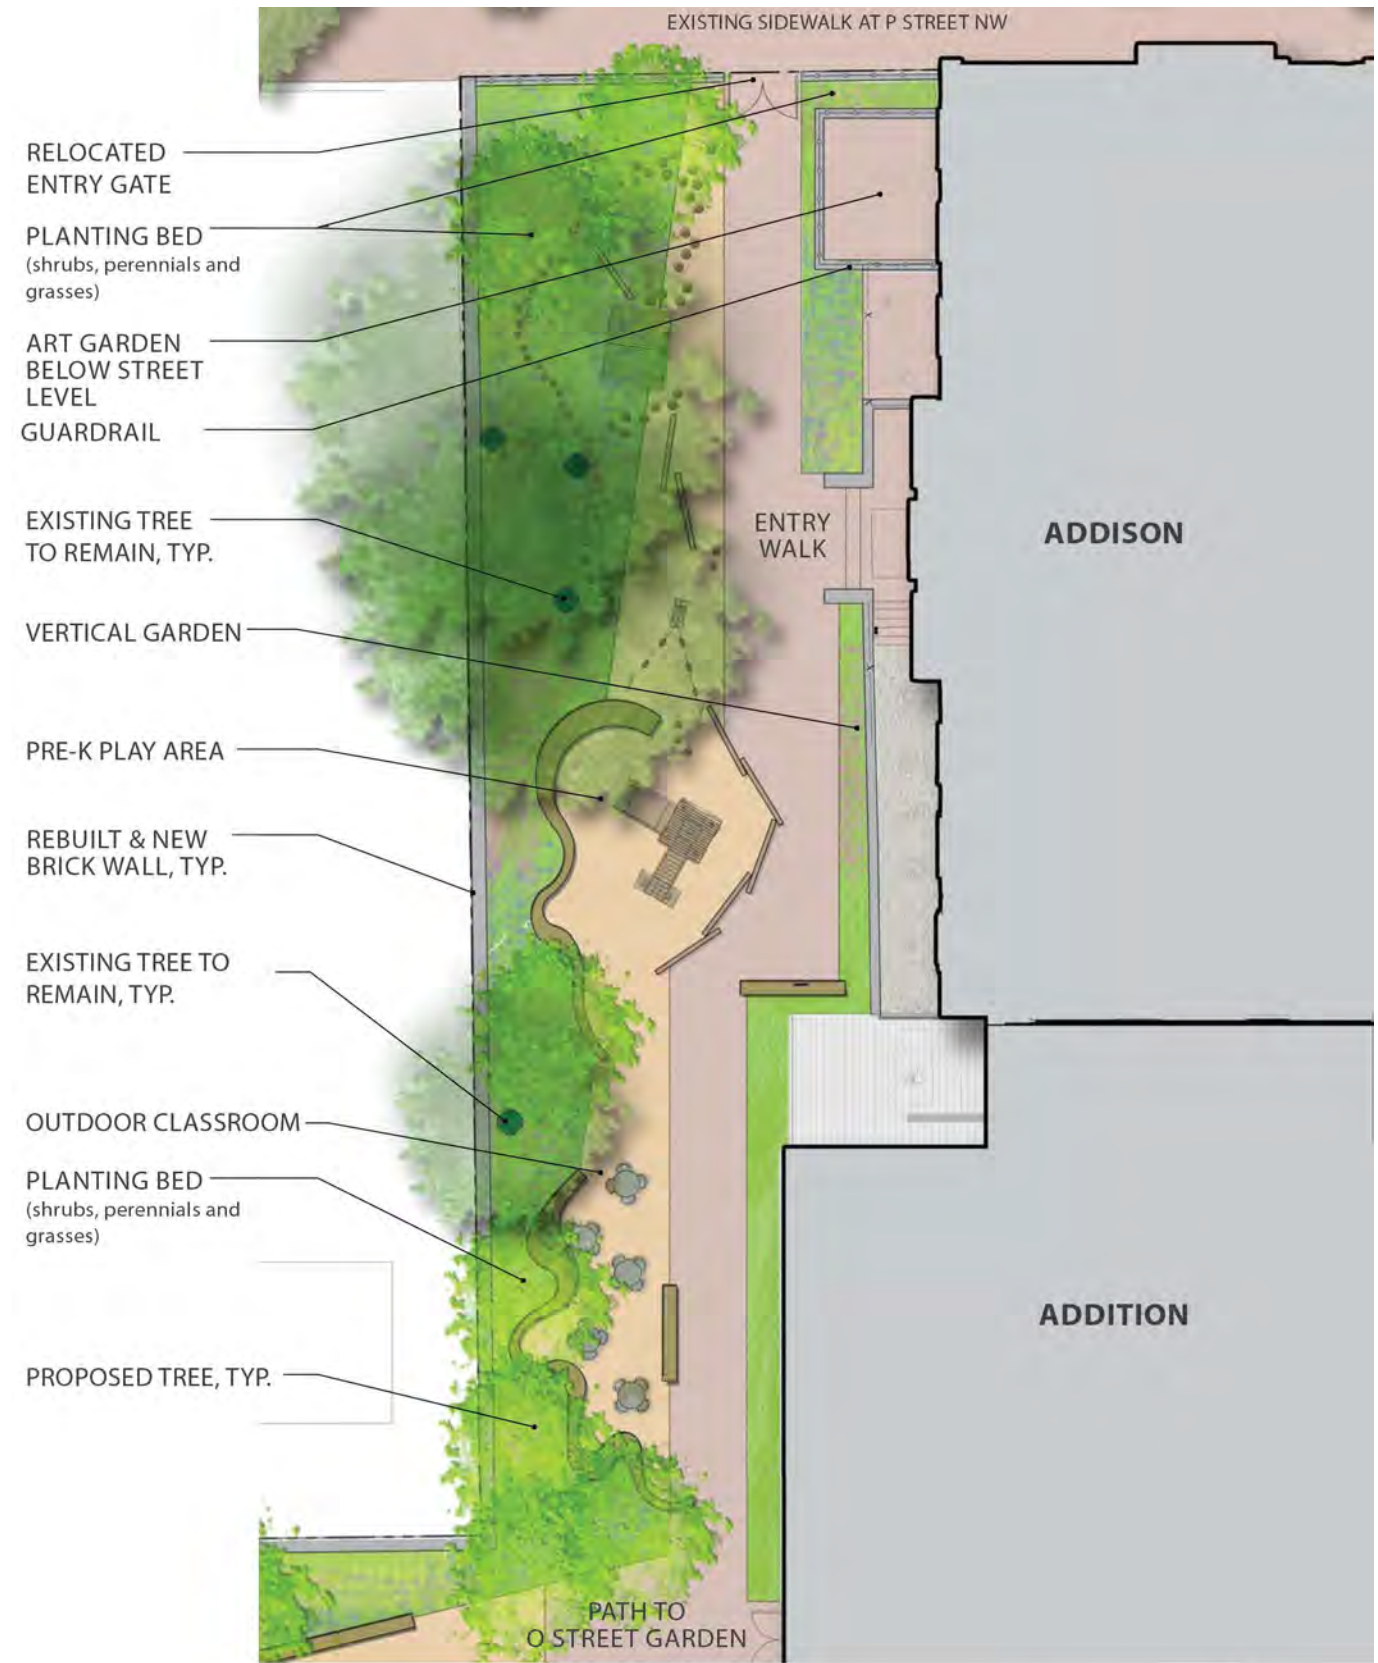 EXISTING SIDEWALK AT P STREET NW
RELOCATED
ENTRY GATE
PLANTING BED
(shrubs, perennials and
grasses)
ART GARDEN
BELOW STREET
LEVEL
GUARDRAIL
EXISTING TREE
TO REMAIN, TYP.
ENTRY
WALK
ADDISON
VERTICAL GARDEN
PRE-K PLAY AREA
REBUILT & NEW
BRICK WALL, TYP.
EXISTING TREE TO
REMAIN, TYP.
OUTDOOR CLASSROOM
PLANTING BED
(shrubs, perennials and
grasses)
ADDITION
PROPOSED TREE, TYP.
PATH TO
O STREET GARDEN